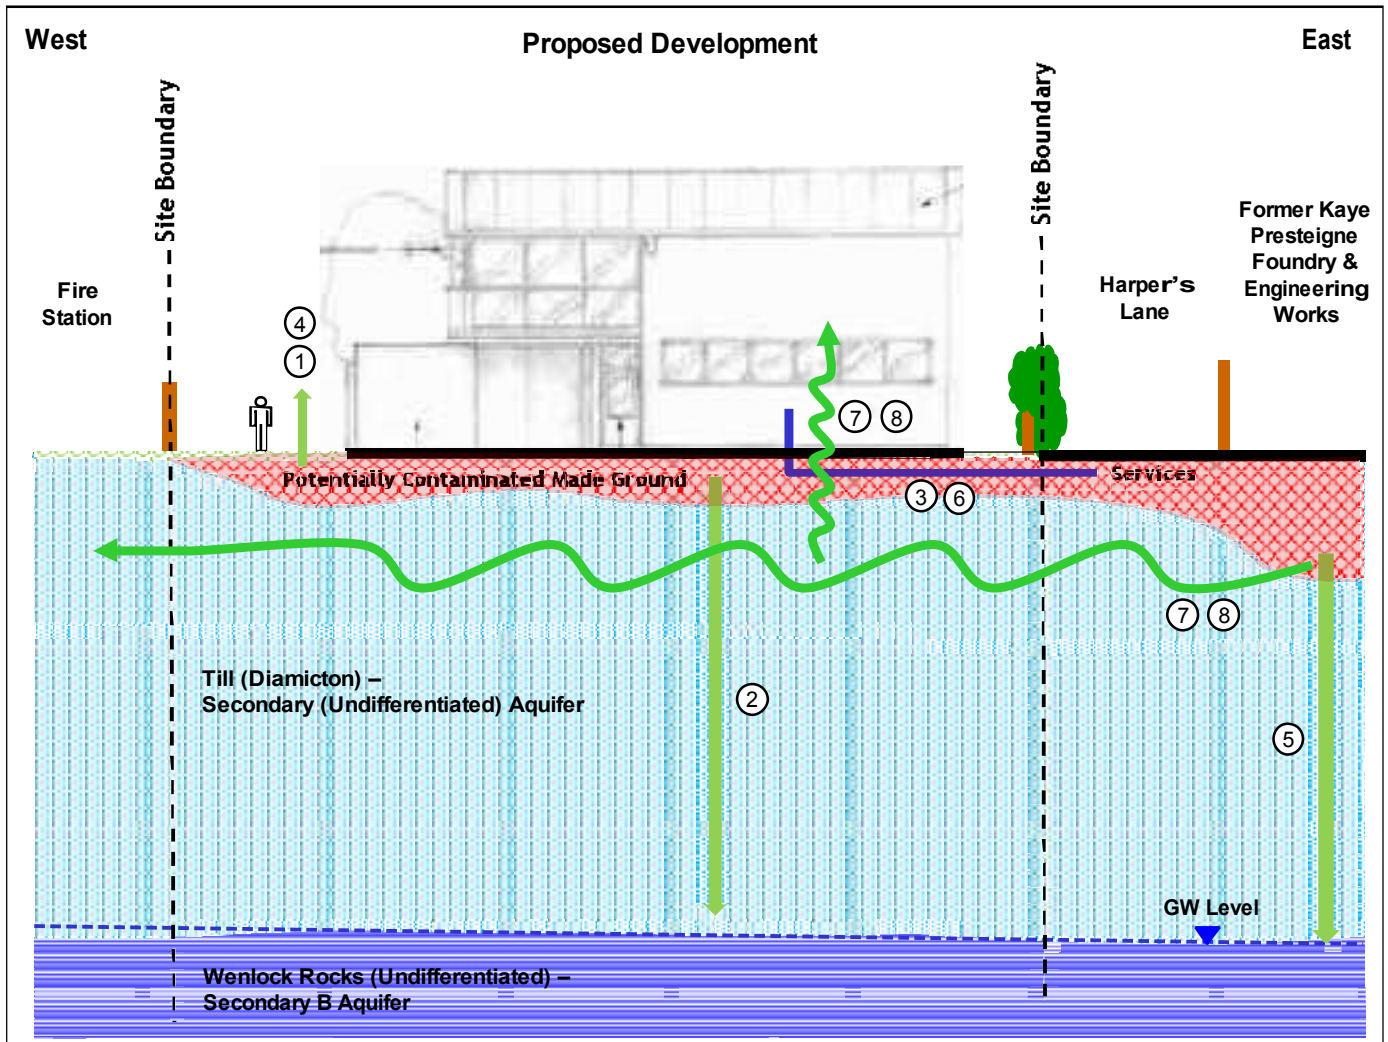 West
Proposed Development
East
Site Boundary
Site Boundary
Fire
Station
Harper's
Lane
Former Kaye
Presteigne
Foundry &
Engineering
Works
4
1
7 8
Potentially Contaminated Made Ground
Services
3 6
7 8
Till (Diamicton) –
Secondary (Undifferentiated) Aquifer
2
5
GW Level
Wenlock Rocks (Undifferentiated) –
Secondary B Aquifer